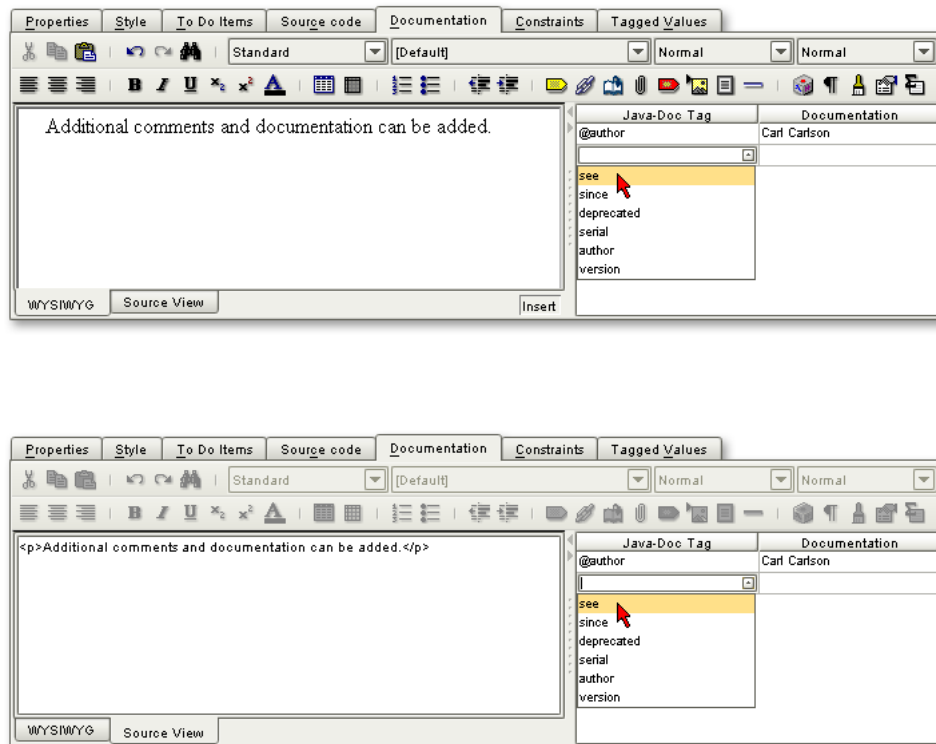 Properties Style To Do Items Source code Documentation Constraints Tagged Values
Standard [Default] Normal Normal
B I U x₂ x² A
Additional comments and documentation can be added.
Java-Doc Tag Documentation
@author Carl Carlson
see
since
deprecated
serial
author
version
WYSIWYG Source View Insert
Properties Style To Do Items Source code Documentation Constraints Tagged Values
Standard [Default] Normal Normal
B I U x₂ x² A
<p>Additional comments and documentation can be added.</p>
Java-Doc Tag Documentation
@author Carl Carlson
see
since
deprecated
serial
author
version
WYSIWYG Source View